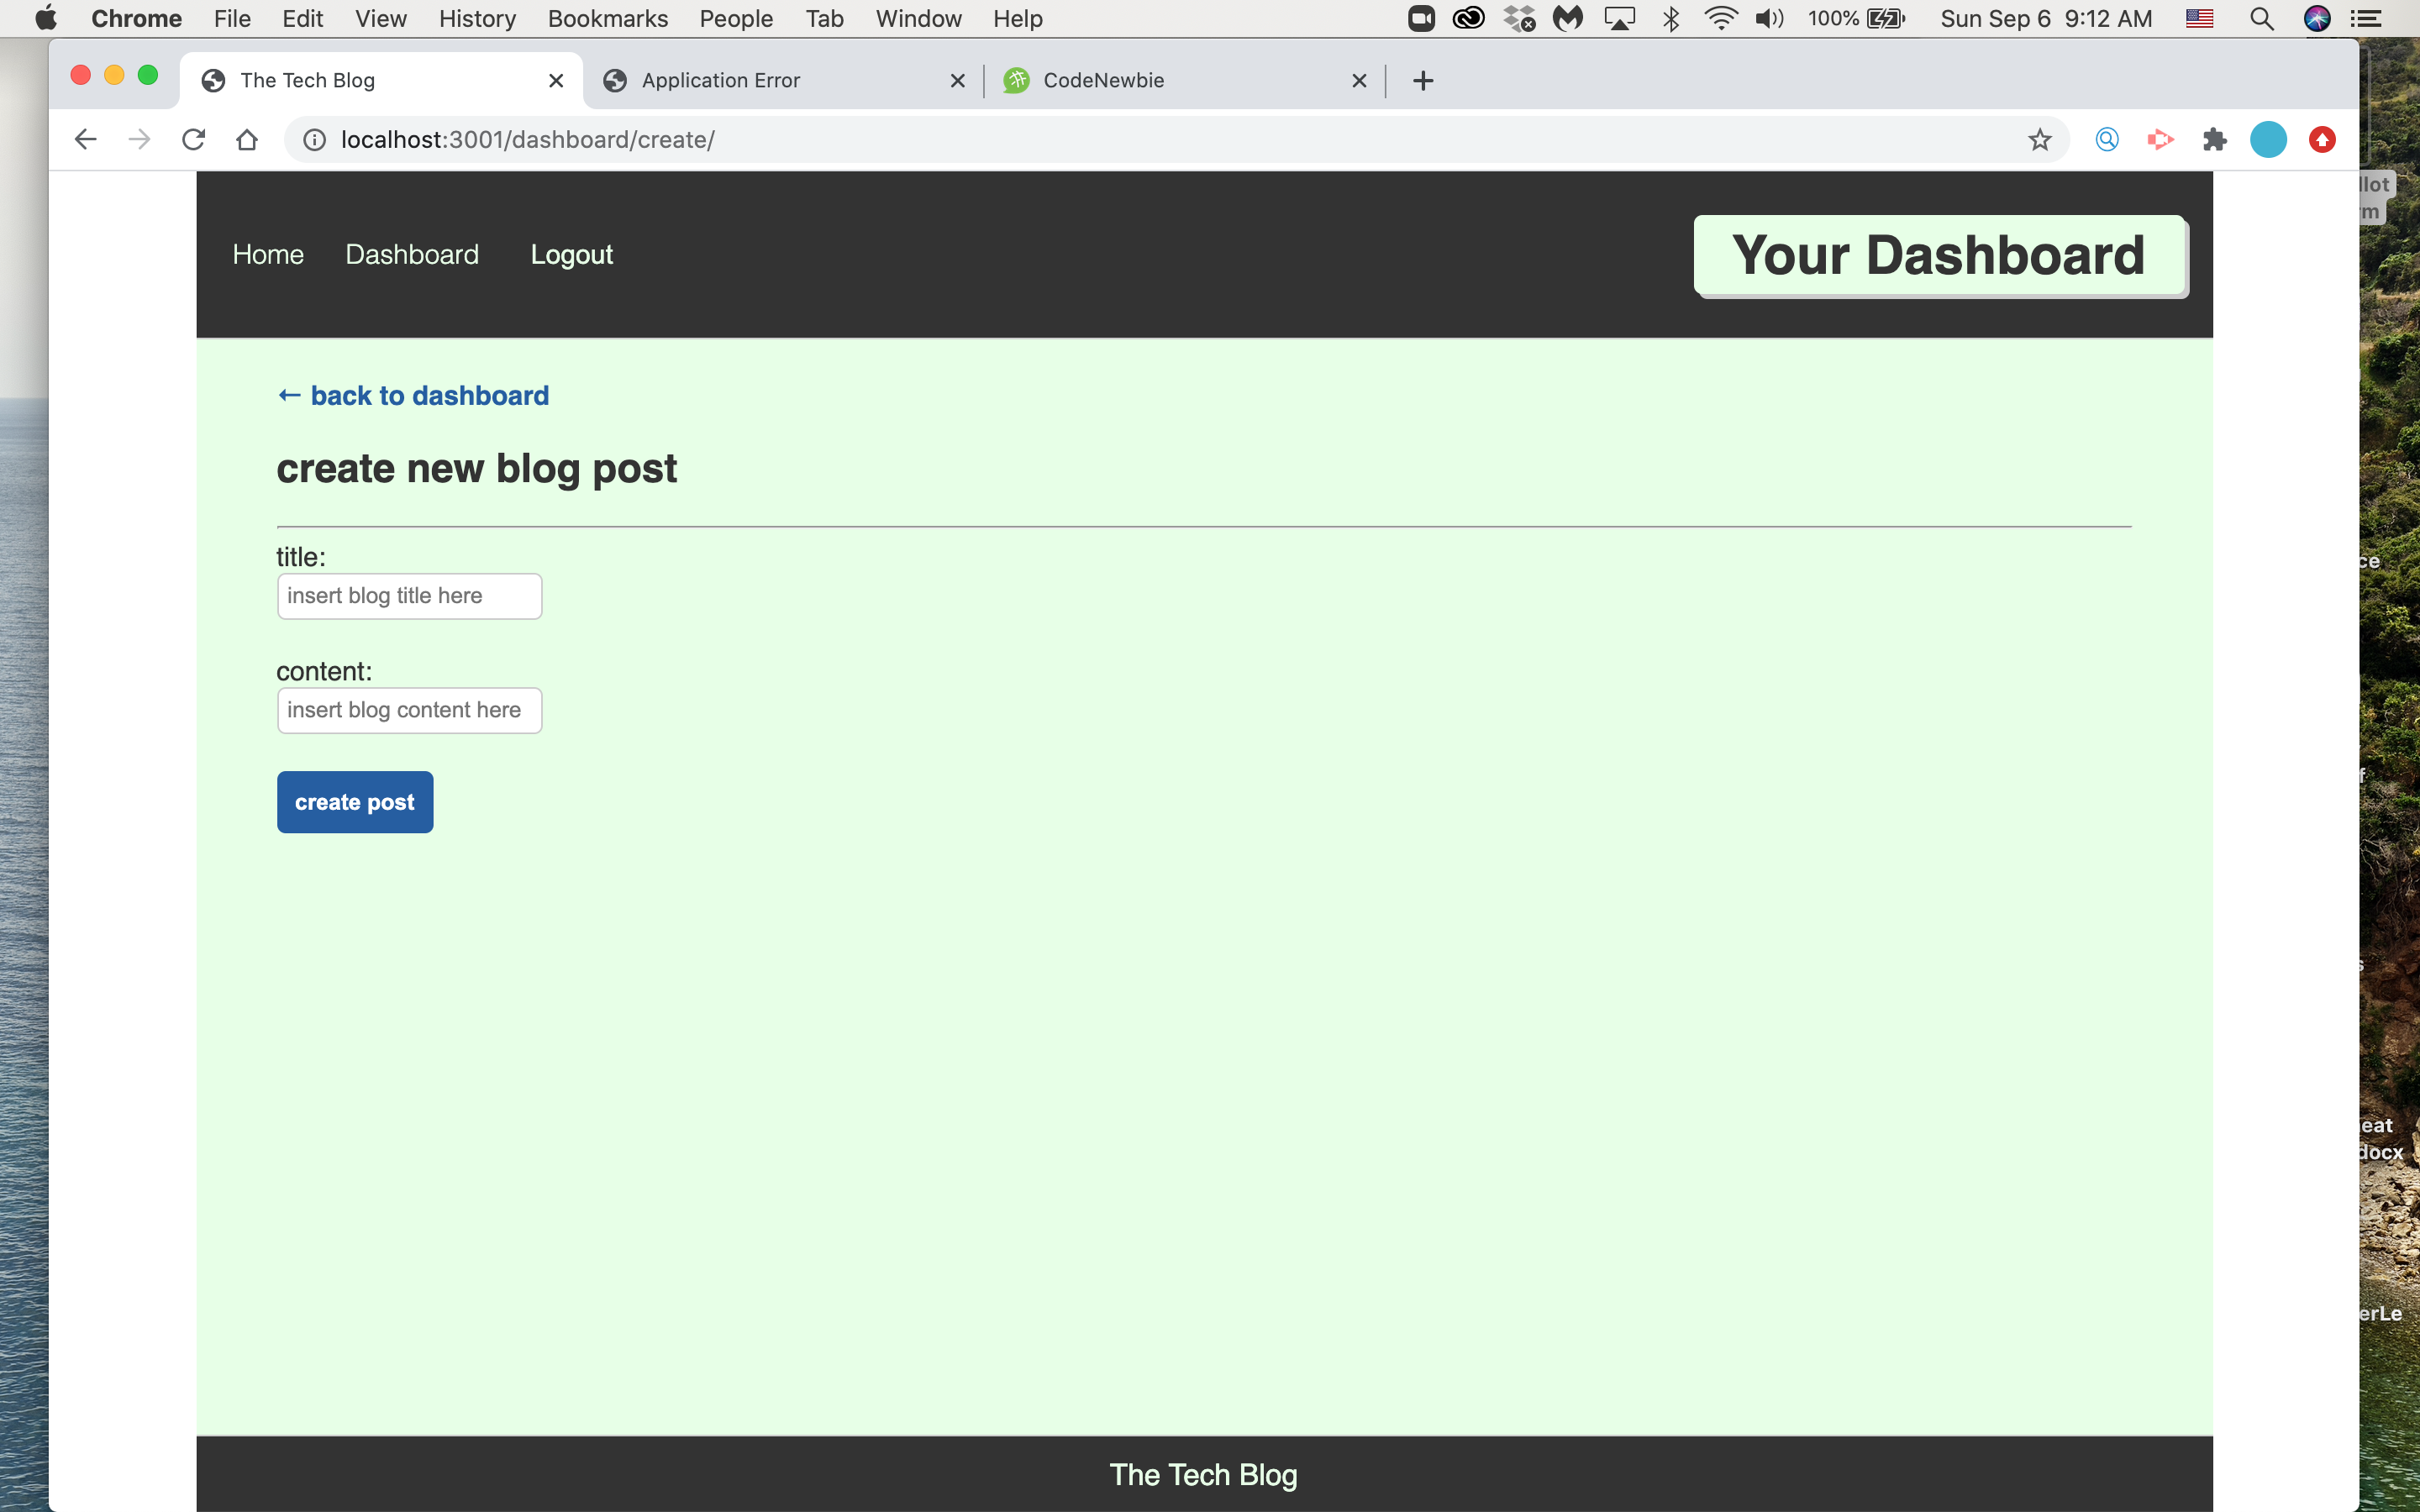 Chrome File Edit View History Bookmarks People Tab Window Help 100% Sun Sep 6 9:12 AM
The Tech Blog Application Error CodeNewbie
localhost:3001/dashboard/create/
Home Dashboard Logout Your Dashboard
← back to dashboard
create new blog post
title:
insert blog title here
content:
insert blog content here
create post
The Tech Blog
llot
rm
ce
f
s
eat
docx
erLe